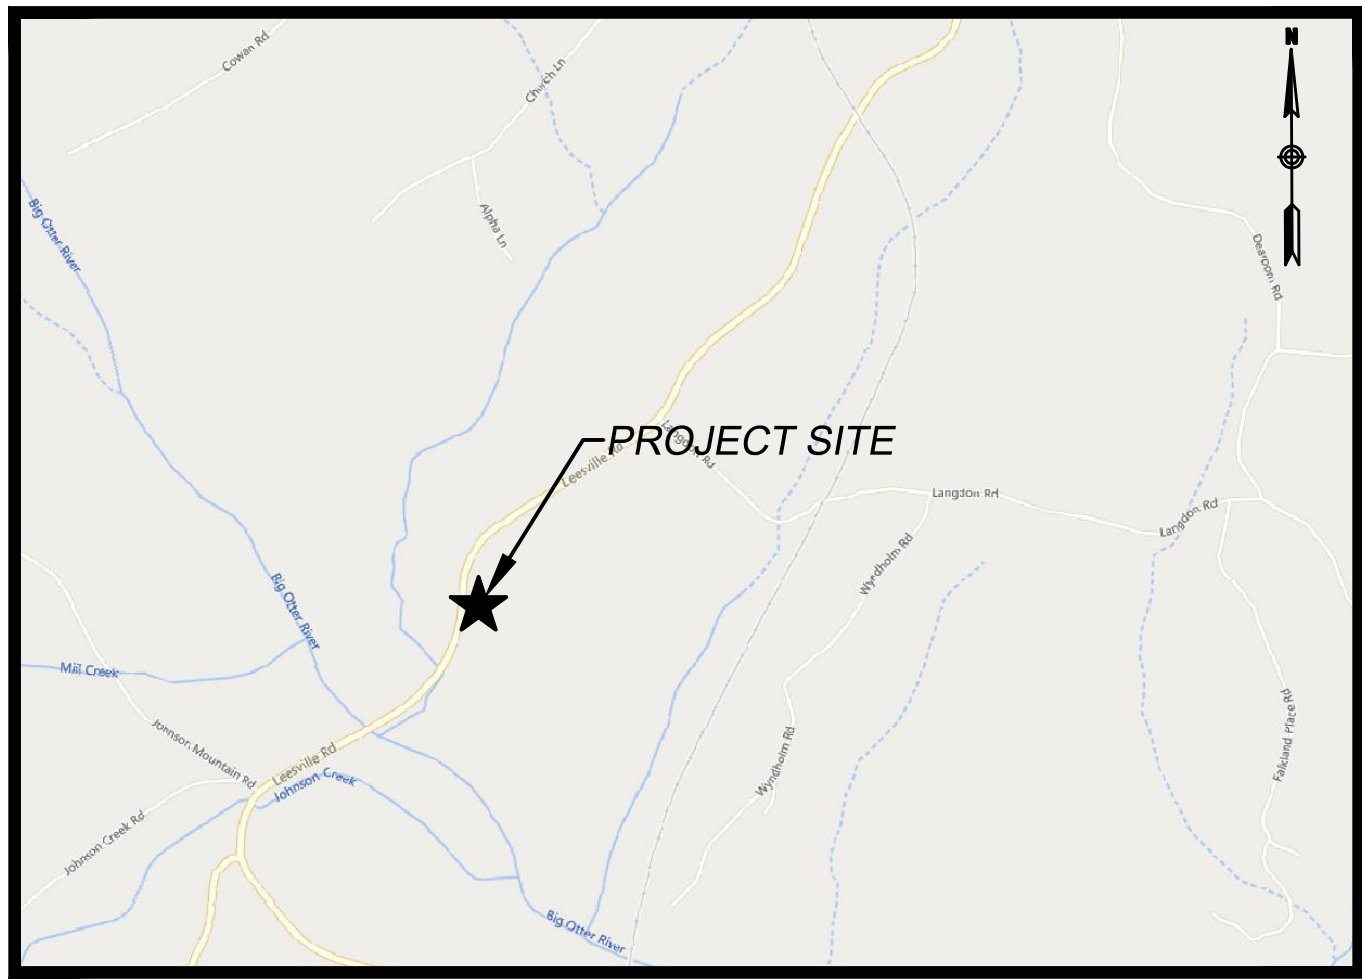 N
Cowan Rd
Church Ln
Alpha Ln
Big Otter River
Dearborn Rd
PROJECT SITE
Langdon Rd
Leesville Rd
Langdon Rd
Langdon Rd
Wyndholm Rd
Big Otter River
Mill Creek
Johnson Mountain Rd
Leesville Rd
Johnson Creek
Wyndholm Rd
Falkland Place Rd
Johnson Creek Rd
Big Otter River